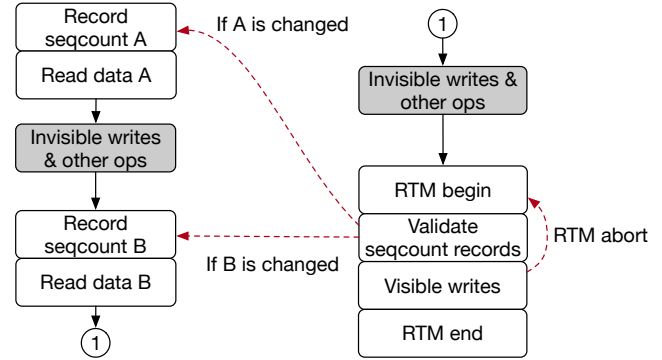 Record
seqcount A
Read data A
Invisible writes
& other ops
Record
seqcount B
Read data B
1
If A is changed
If B is changed
1
Invisible writes &
other ops
RTM begin
Validate
seqcount records
Visible writes
RTM end
RTM abort